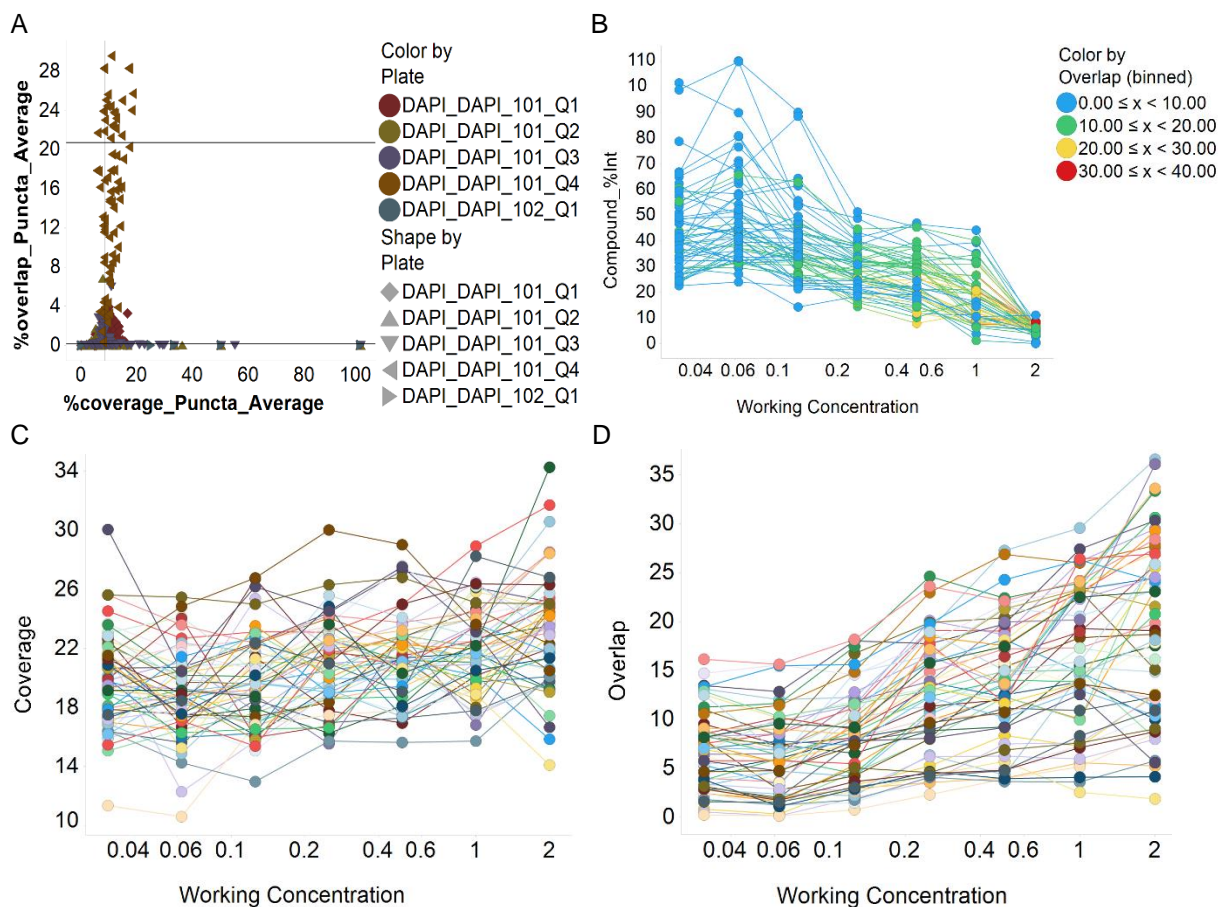 A
%overlap_Puncta_Average
28
24
20
16
12
8
4
0
0 20 40 60 80 100
%coverage_Puncta_Average
Color by
Plate
DAPI_DAPI_101_Q1
DAPI_DAPI_101_Q2
DAPI_DAPI_101_Q3
DAPI_DAPI_101_Q4
DAPI_DAPI_102_Q1
Shape by
Plate
DAPI_DAPI_101_Q1
DAPI_DAPI_101_Q2
DAPI_DAPI_101_Q3
DAPI_DAPI_101_Q4
DAPI_DAPI_102_Q1
B
Compound_%Int
110
100
90
80
70
60
50
40
30
20
10
0
0.04 0.06 0.1 0.2 0.4 0.6 1 2
Working Concentration
Color by
Overlap (binned)
0.00 ≤ x < 10.00
10.00 ≤ x < 20.00
20.00 ≤ x < 30.00
30.00 ≤ x < 40.00
C
Coverage
34
30
26
22
18
14
10
0.04 0.06 0.1 0.2 0.4 0.6 1 2
Working Concentration
D
Overlap
35
30
25
20
15
10
5
0
0.04 0.06 0.1 0.2 0.4 0.6 1 2
Working Concentration